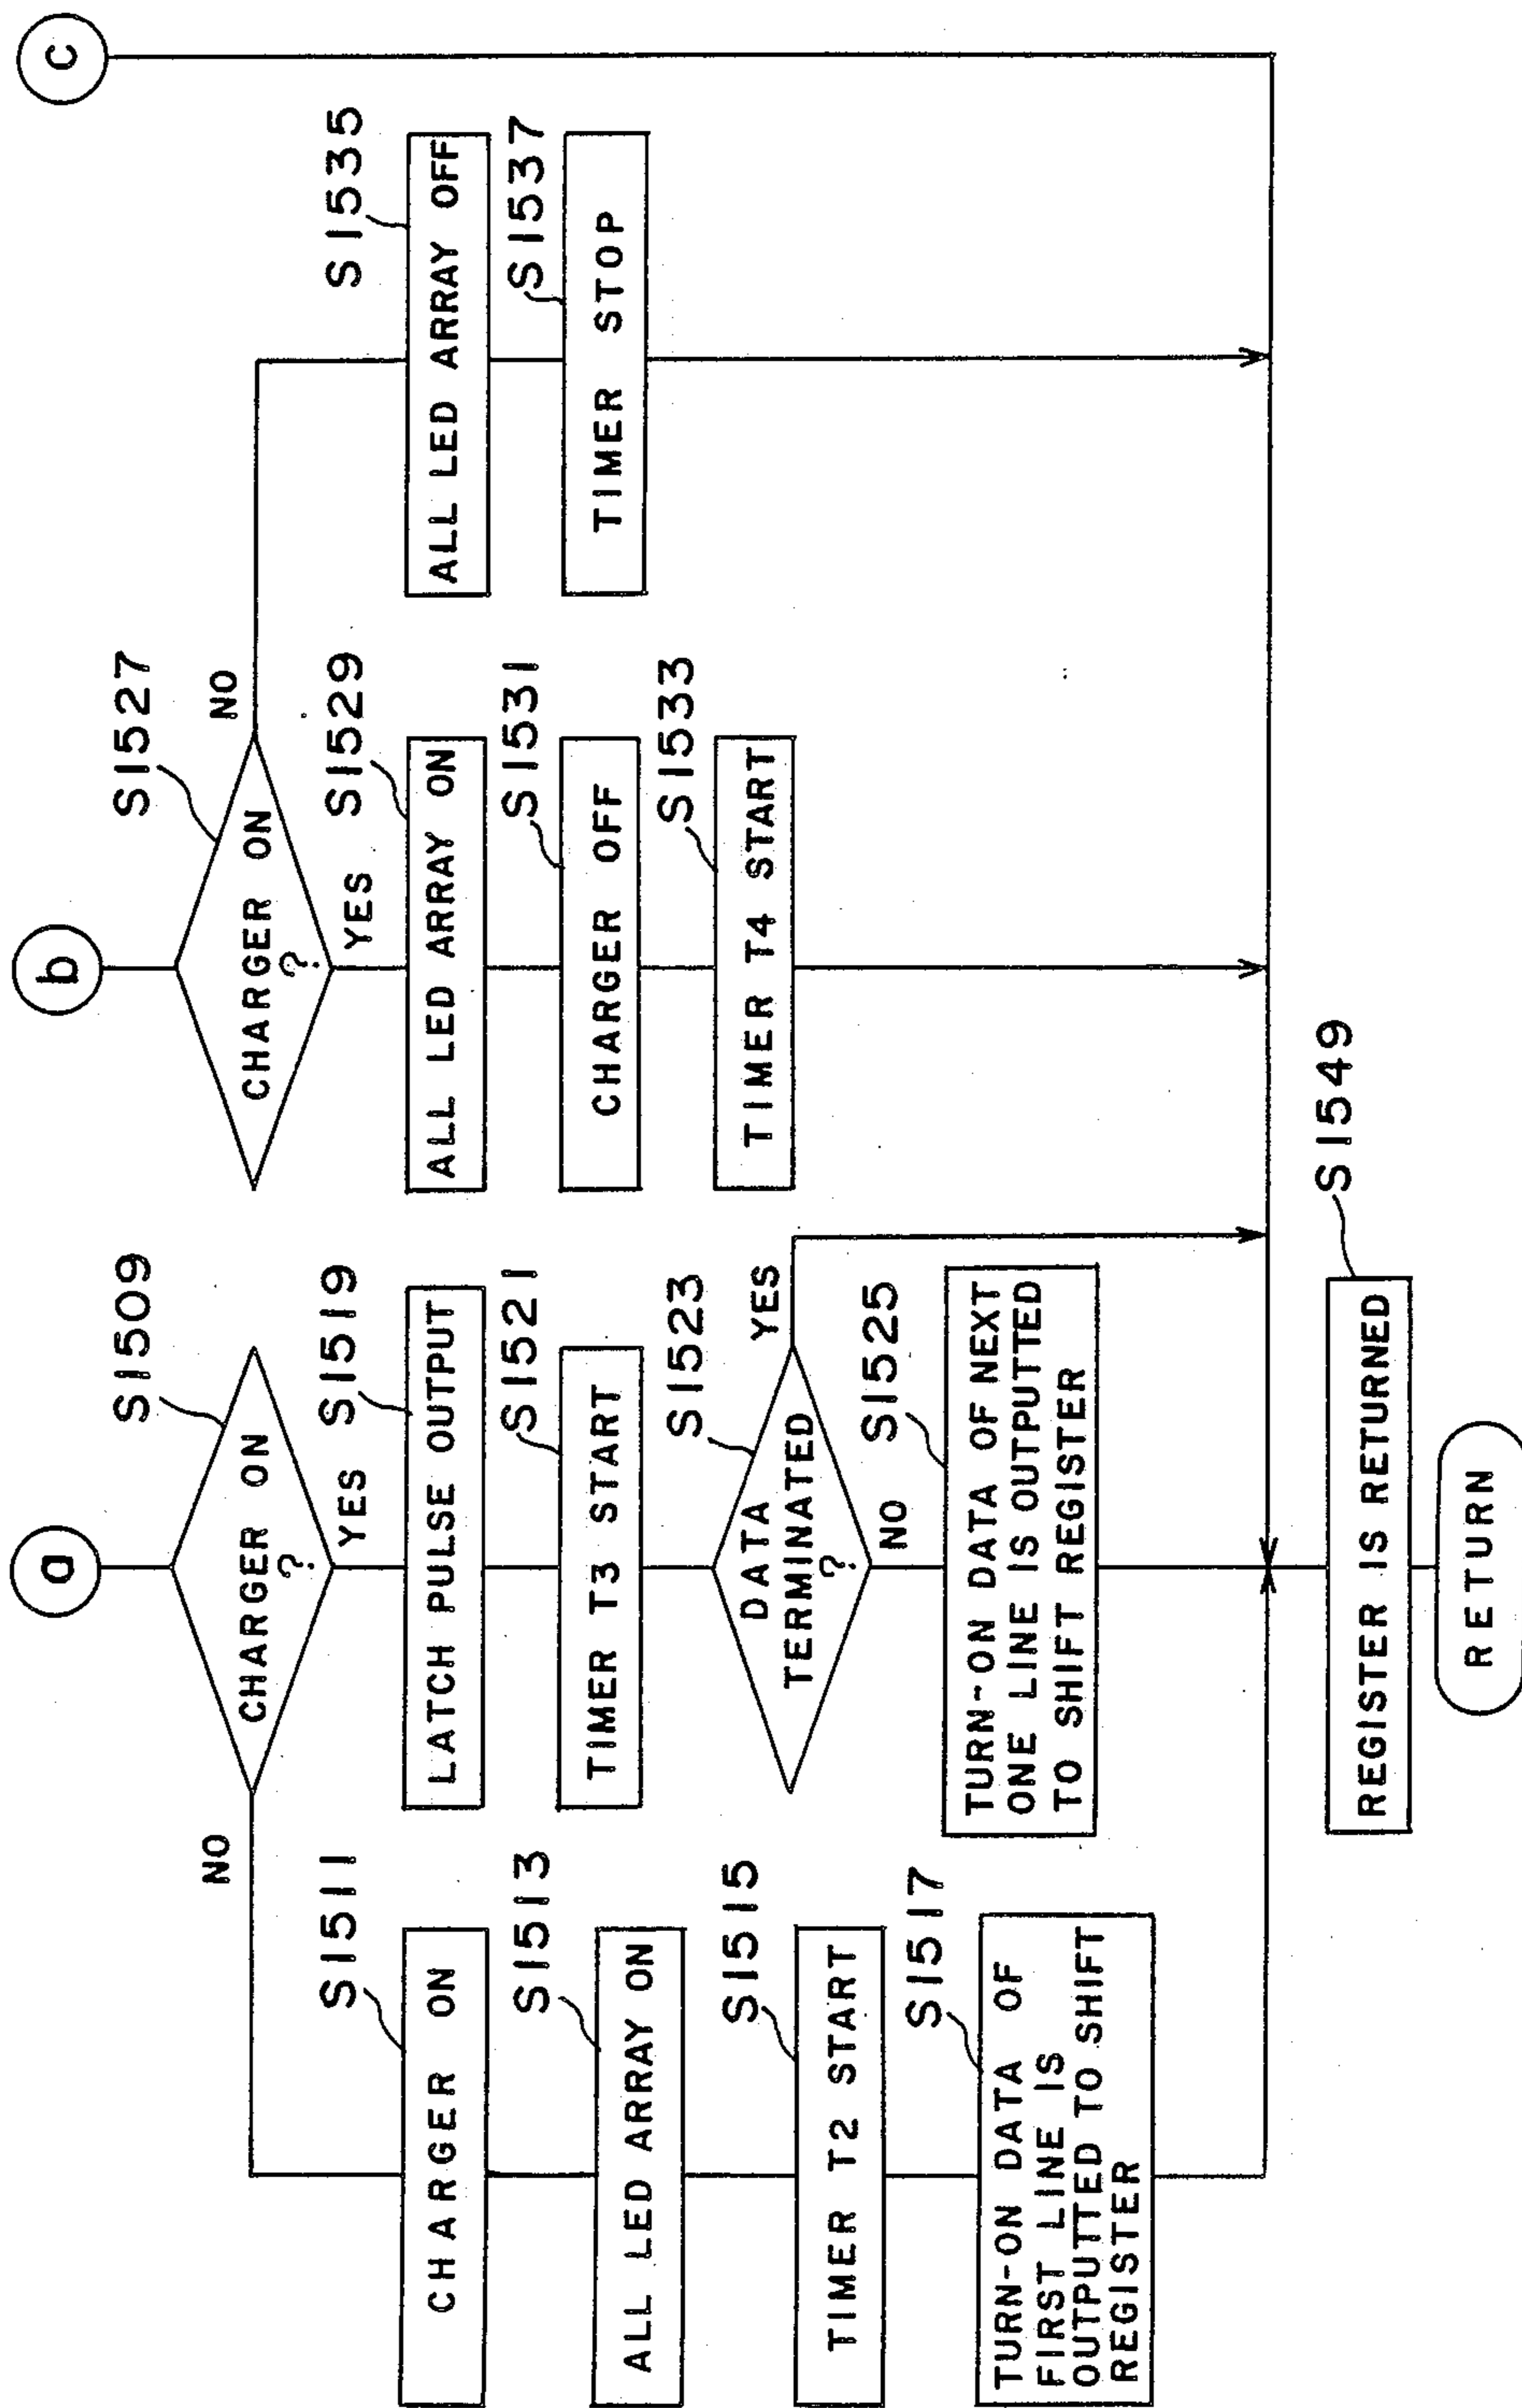 a
S1509
CHARGER ON
?
NO
YES
S1511
CHARGER ON
S1513
ALL LED ARRAY ON
S1515
TIMER T2 START
S1517
TURN-ON DATA OF
FIRST LINE IS
OUTPUTTED TO SHIFT
REGISTER
S1519
LATCH PULSE OUTPUT
S1521
TIMER T3 START
S1523
DATA
TERMINATED
?
YES
NO
S1525
TURN-ON DATA OF NEXT
ONE LINE IS OUTPUTTED
TO SHIFT REGISTER
b
S1527
CHARGER ON
?
NO
YES
S1529
ALL LED ARRAY ON
S1531
CHARGER OFF
S1533
TIMER T4 START
S1535
ALL LED ARRAY OFF
S1537
TIMER STOP
c
S1549
REGISTER IS RETURNED
RETURN